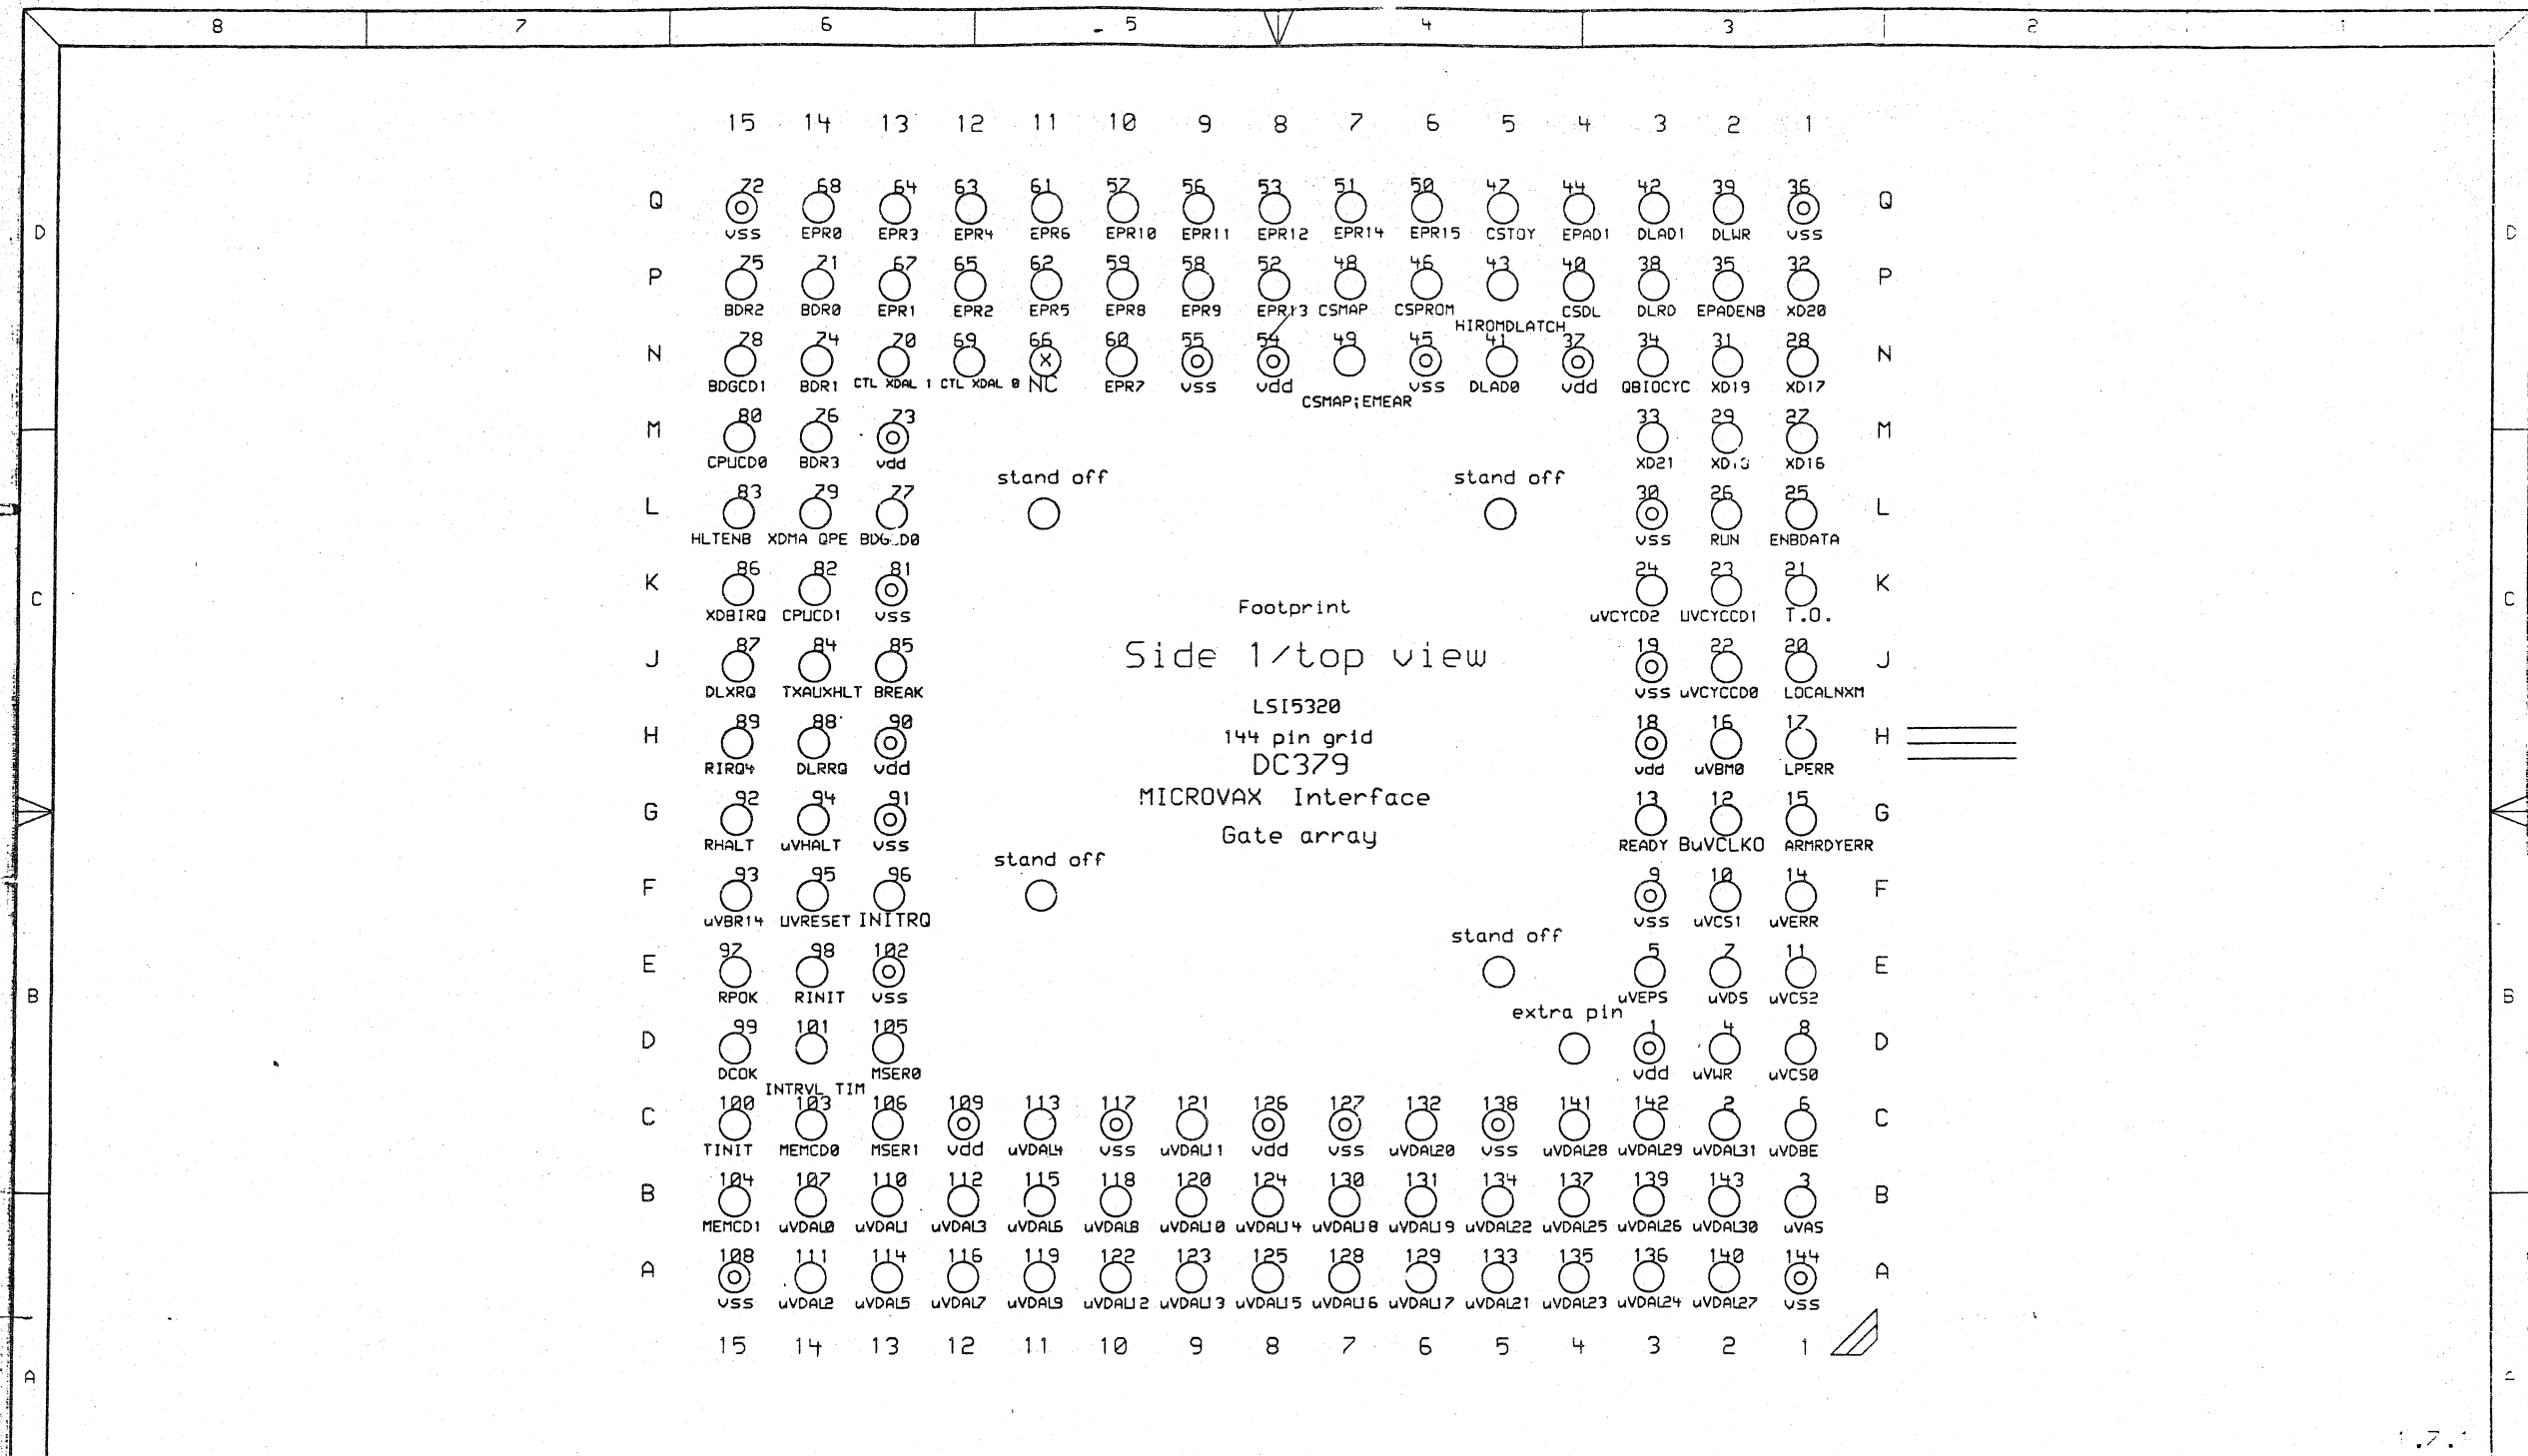 8 7 6 5 4 3 2 1
15 14 13 12 11 10 9 8 7 6 5 4 3 2 1
Q 72 68 64 63 61 57 56 53 51 50 47 44 42 39 36 Q
D D
vss EPR0 EPR3 EPR4 EPR6 EPR10 EPR11 EPR12 EPR14 EPR15 CSTOY EPAD1 DLAD1 DLWR vss
P 75 71 67 65 62 59 58 52 48 46 43 40 38 35 32 P
BDR2 BDR0 EPR1 EPR2 EPR5 EPR8 EPR9 EPR13 CSMAP CSPROM CSDL DLRD EPADENB XD20
HIROMDLATCH
N 78 74 70 69 66 60 55 54 49 45 41 37 34 31 28 N
X
BDGCD1 BDR1 CTL XDAL 1 CTL XDAL 0 NC EPR7 vss vdd vss DLAD0 vdd QBIOCYC XD19 XD17
CSMAP;EMEAR
M 80 76 73 33 29 27 M
CPUCD0 BDR3 vdd XD21 XD16
stand off stand off
L 83 79 77 30 26 25 L
HLTENB XDMA QPE vss RUN ENBDATA
K 86 82 81 24 23 21 K
C C
Footprint
XDBIRQ CPUCD1 vss uVCYCD2 UVCYCCD1 T.O.
J 87 84 85 Side 1/top view 19 22 20 J
DLXRQ TXAUXHLT BREAK vss uVCYCCD0 LOCALNXM
LSI5320
H 89 88 90 144 pin grid 18 16 17 H
RIRQ4 DLRRQ vdd DC379 vdd uVBM0 LPERR
MICROVAX Interface
G 92 94 91 13 12 15 G
Gate array
RHALT uVHALT vss READY BuVCLKO ARMRDYERR
stand off
F 93 95 96 9 10 14 F
uVBR14 UVRESET INITRQ vss uVCS1 uVERR
stand off
E 97 98 102 5 7 11 E
B B
RPOK RINIT vss uVEPS uVDS uVCS2
extra pin
D 99 101 105 1 4 8 D
DCOK MSER0 vdd uVWR uVCS0
INTRVL TIM
C 100 103 106 109 113 117 121 126 127 132 138 141 142 2 6 C
TINIT MEMCD0 MSER1 vdd uVDAL4 vss uVDAL11 vdd vss uVDAL20 vss uVDAL28 uVDAL29 uVDAL31 uVDBE
B 104 107 110 112 115 118 120 124 130 131 134 137 139 143 3 B
MEMCD1 uVDAL0 uVDAL1 uVDAL3 uVDAL6 uVDAL8 uVDAL10 uVDAL14 uVDAL18 uVDAL19 uVDAL22 uVDAL25 uVDAL26 uVDAL30 uVAS
A 108 111 114 116 119 122 123 125 128 129 133 135 136 140 144 A
vss uVDAL2 uVDAL5 uVDAL7 uVDAL9 uVDAL12 uVDAL13 uVDAL15 uVDAL16 uVDAL17 uVDAL21 uVDAL23 uVDAL24 uVDAL27 vss
15 14 13 12 11 10 9 8 7 6 5 4 3 2 1
A